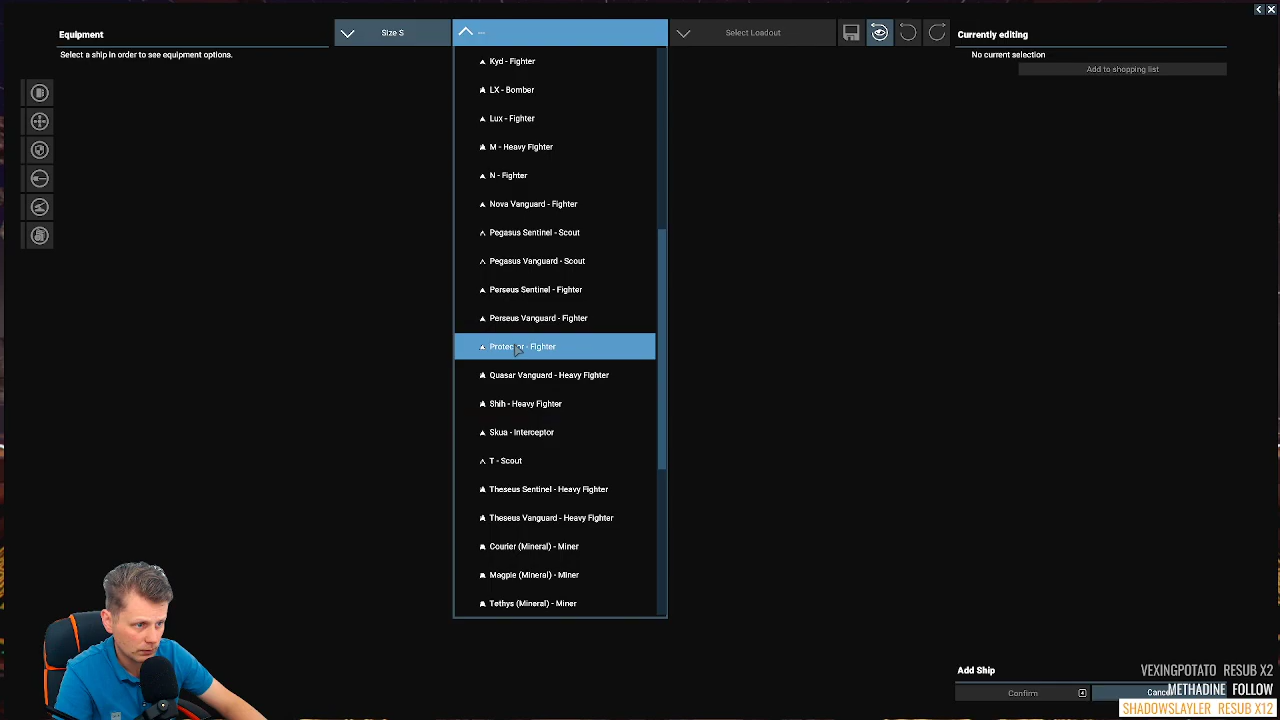 Equipment
Select a ship in order to see equipment options.
Size S
--
Select Loadout
Currently editing
No current selection
Add to shopping list
Kyd - Fighter
LX - Bomber
Lux - Fighter
M - Heavy Fighter
N - Fighter
Nova Vanguard - Fighter
Pegasus Sentinel - Scout
Pegasus Vanguard - Scout
Perseus Sentinel - Fighter
Perseus Vanguard - Fighter
Protector - Fighter
Quasar Vanguard - Heavy Fighter
Shih - Heavy Fighter
Skua - Interceptor
T - Scout
Theseus Sentinel - Heavy Fighter
Theseus Vanguard - Heavy Fighter
Courier (Mineral) - Miner
Magpie (Mineral) - Miner
Tethys (Mineral) - Miner
Add Ship
Confirm
Cancel
VEXINGPOTATO RESUB X2
METHADINE FOLLOW
SHADOWSLAYLER RESUB X12